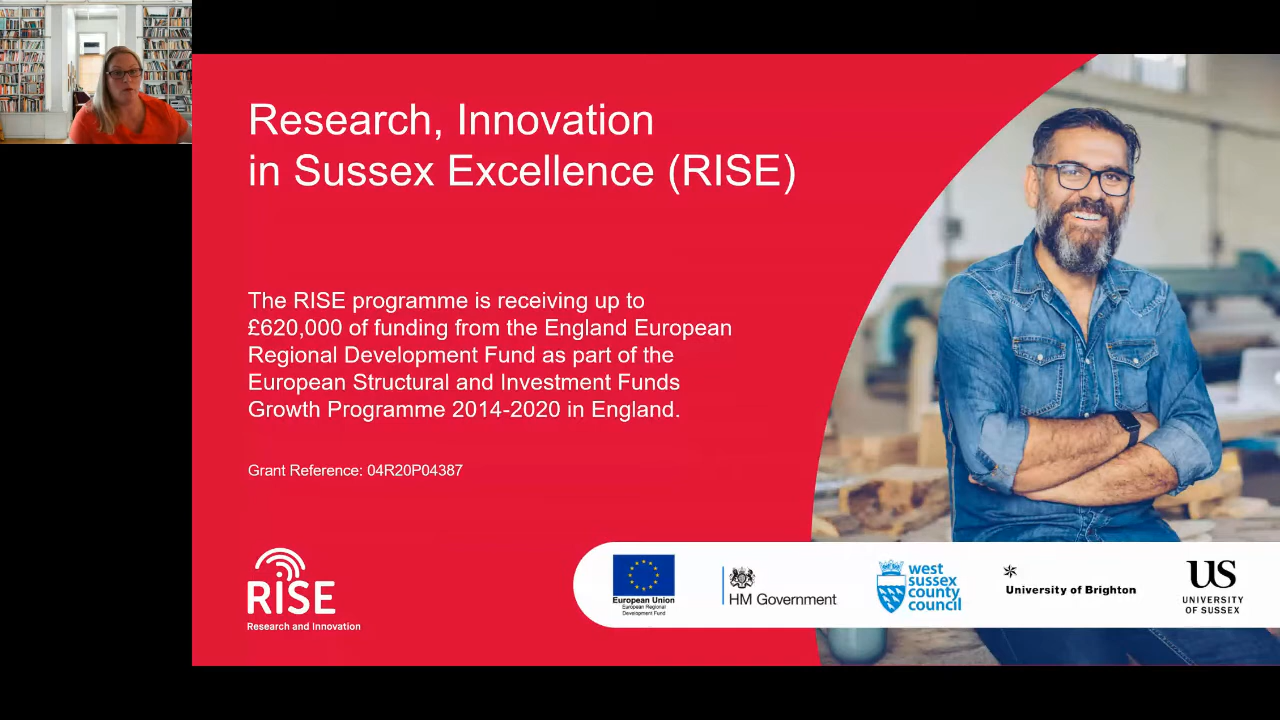 Research, Innovation
in Sussex Excellence (RISE)
The RISE programme is receiving up to
£620,000 of funding from the England European
Regional Development Fund as part of the
European Structural and Investment Funds
Growth Programme 2014-2020 in England.
Grant Reference: 04R20P04387
RISE
Research and Innovation
European Union
European Regional
Development Fund
HM Government
west
sussex
county
council
University of Brighton
US
UNIVERSITY
OF SUSSEX